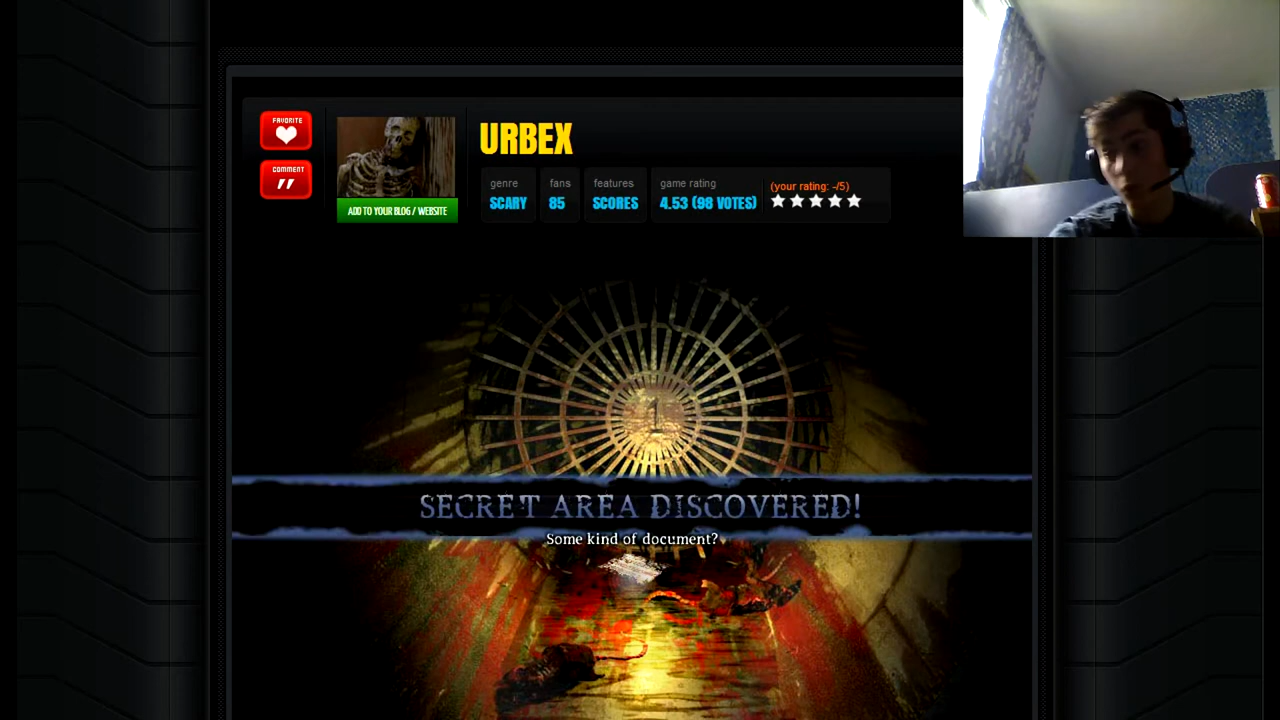 FAVORITE
COMMENT
ADD TO YOUR BLOG / WEBSITE
URBEX
genre
SCARY
fans
85
features
SCORES
game rating
4.53 (98 VOTES)
(your rating: -/5)
1
SECRET AREA DISCOVERED!
Some kind of document?